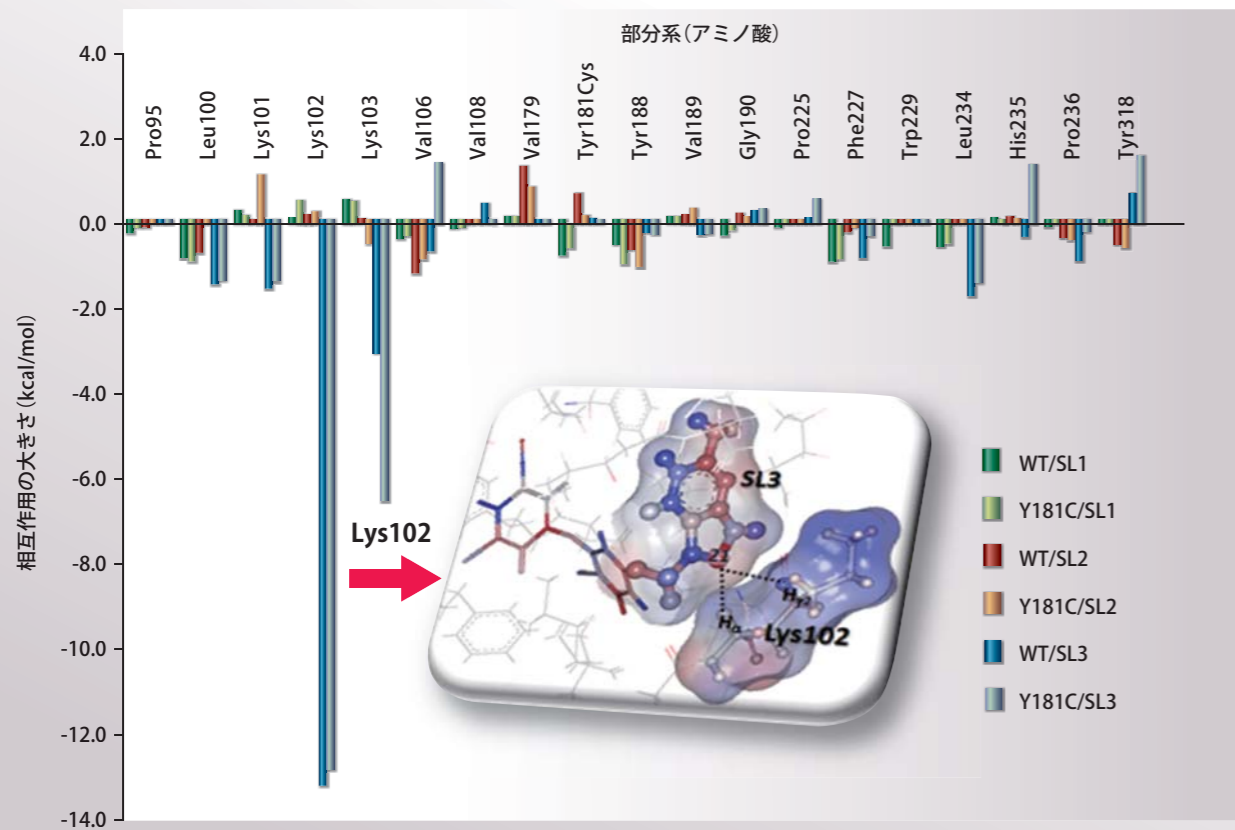 部分系（アミノ酸）
4.0
2.0
0.0
-2.0
-4.0
-6.0
-8.0
-10.0
-12.0
-14.0
相互作用の大きさ（kcal/mol）
Pro95
Leu100
Lys101
Lys102
Lys103
Val106
Val108
Val179
Tyr181Cys
Tyr188
Val189
Gly190
Pro225
Phe227
Trp229
Leu234
His235
Pro236
Tyr318
Lys102
SL3
21
Hγ2
Hα
Lys102
WT/SL1
Y181C/SL1
WT/SL2
Y181C/SL2
WT/SL3
Y181C/SL3